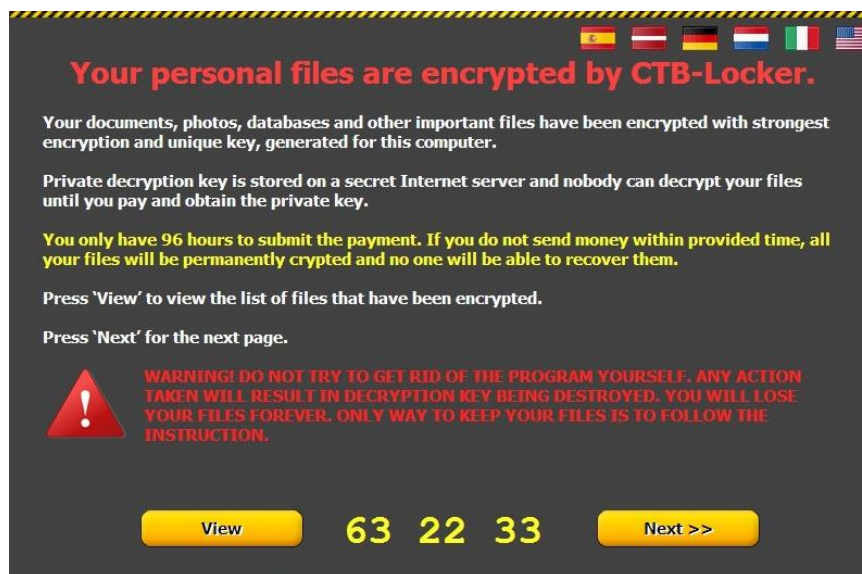 Your personal files are encrypted by CTB-Locker.
Your documents, photos, databases and other important files have been encrypted with strongest
encryption and unique key, generated for this computer.
Private decryption key is stored on a secret Internet server and nobody can decrypt your files
until you pay and obtain the private key.
You only have 96 hours to submit the payment. If you do not send money within provided time, all
your files will be permanently crypted and no one will be able to recover them.
Press 'View' to view the list of files that have been encrypted.
Press 'Next' for the next page.
WARNING! DO NOT TRY TO GET RID OF THE PROGRAM YOURSELF. ANY ACTION
TAKEN WILL RESULT IN DECRYPTION KEY BEING DESTROYED. YOU WILL LOSE
YOUR FILES FOREVER. ONLY WAY TO KEEP YOUR FILES IS TO FOLLOW THE
INSTRUCTION.
View 63 22 33 Next >>